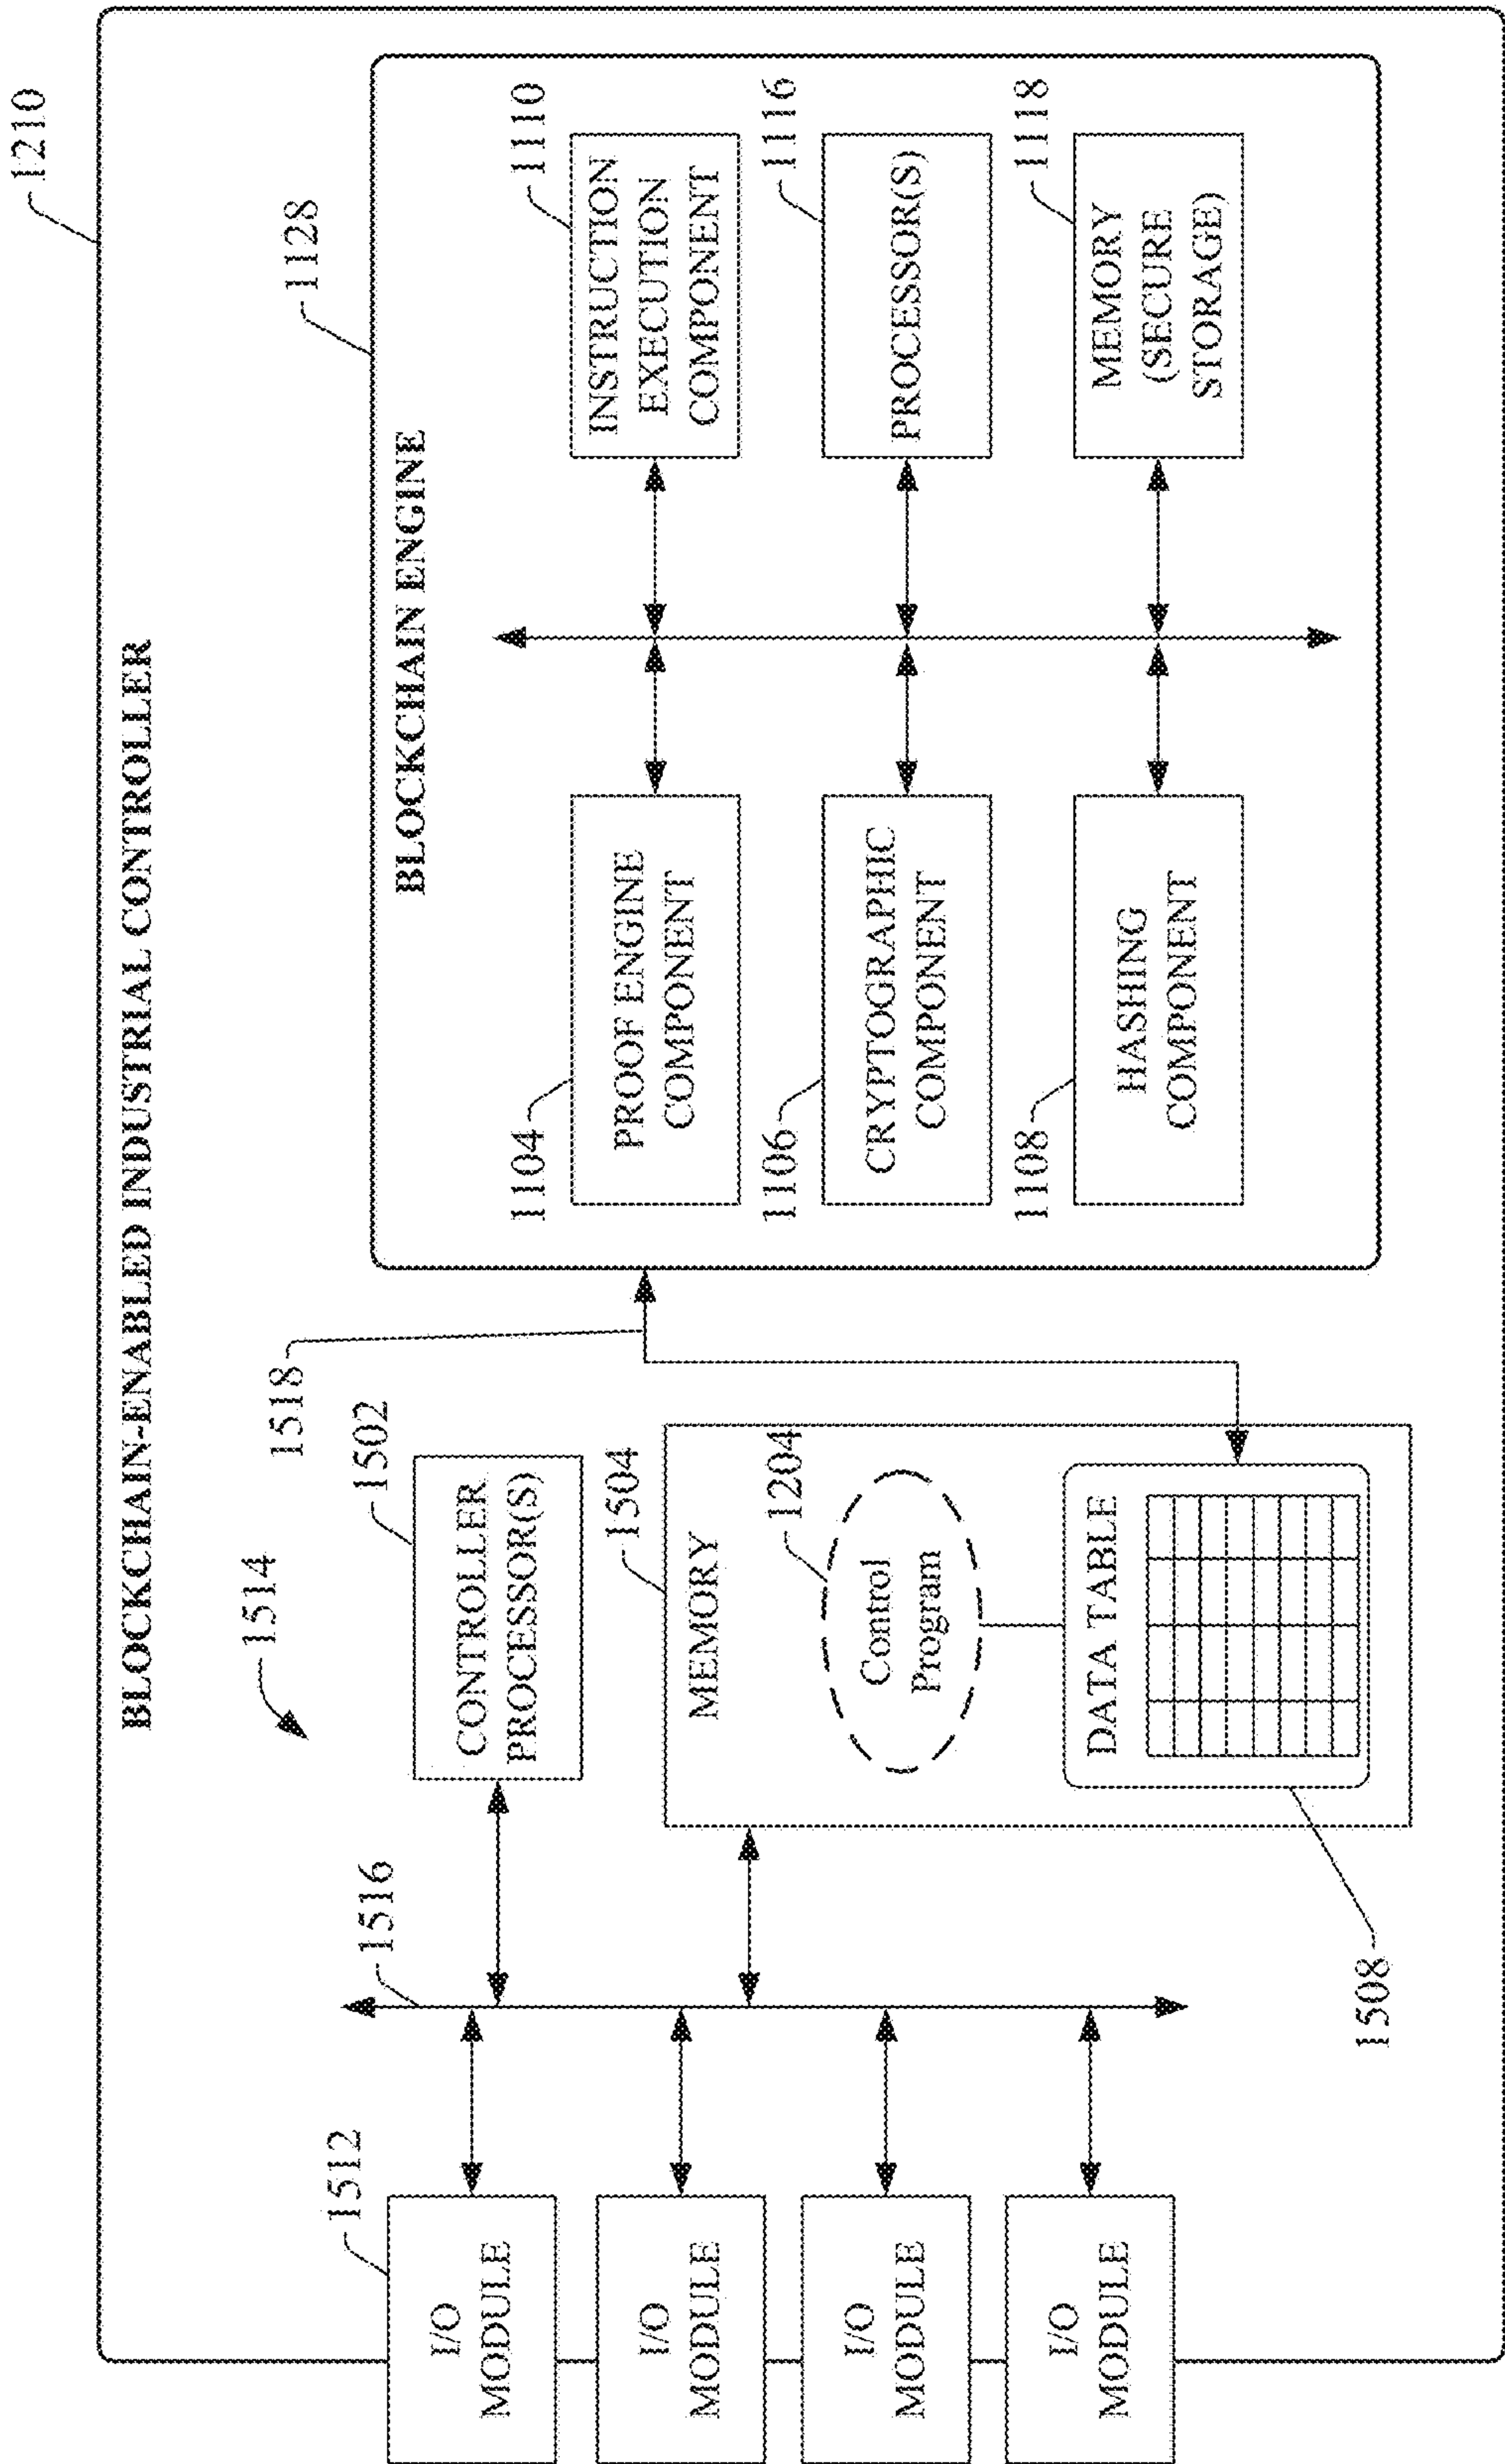 1210
BLOCKCHAIN-ENABLED INDUSTRIAL CONTROLLER
1128
BLOCKCHAIN ENGINE
1514
1518
1512
I/O
MODULE
I/O
MODULE
I/O
MODULE
I/O
MODULE
1516
1502
CONTROLLER
PROCESSOR(S)
1504
MEMORY
1204
Control
Program
DATA TABLE
1508
1104
PROOF ENGINE
COMPONENT
1106
CRYPTOGRAPHIC
COMPONENT
1108
HASHING
COMPONENT
1110
INSTRUCTION
EXECUTION
COMPONENT
1116
PROCESSOR(S)
1118
MEMORY
(SECURE
STORAGE)